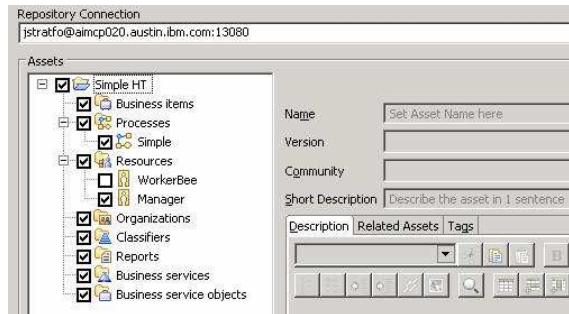 Repository Connection
jstratfo@aimcp020.austin.ibm.com:13080
Assets
Simple HT
Business items
Processes
Simple
Resources
WorkerBee
Manager
Organizations
Classifiers
Reports
Business services
Business service objects
Name
Set Asset Name here
Version
Community
Short Description
Describe the asset in 1 sentence
Description Related Assets Tags
B